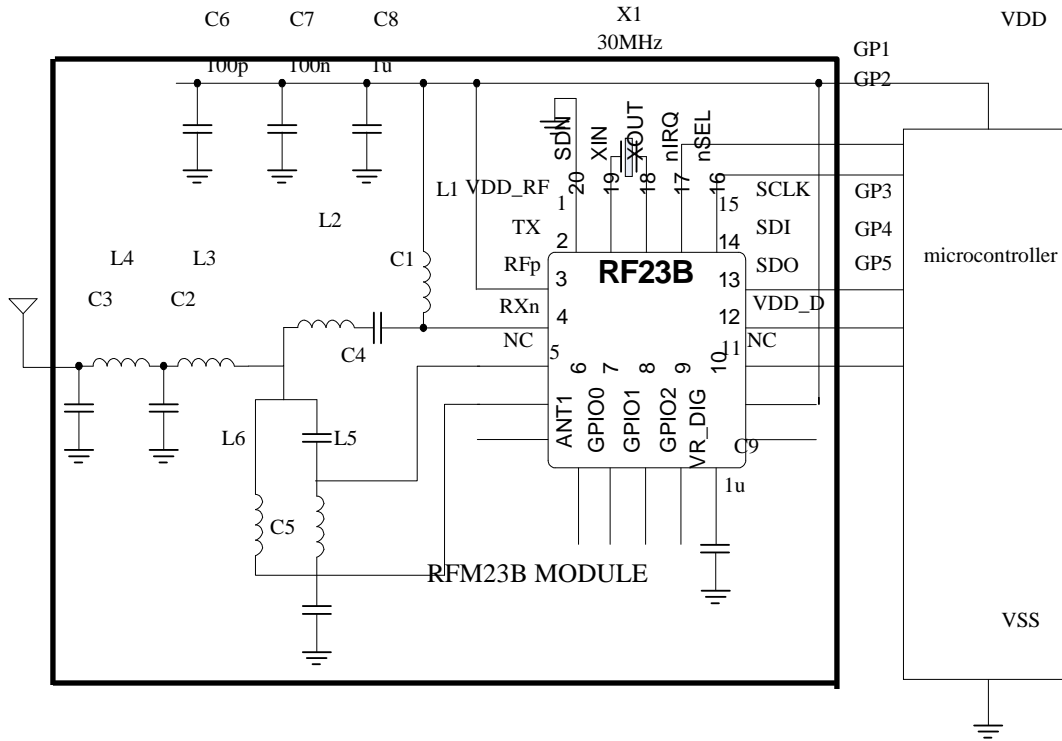 C6 C7 C8 X1 VDD
30MHz
GP1
100p 100n 1u
GP2
SDN XIN XOUT nIRQ nSEL
20 19 18 17 16
L1 VDD_RF 1 15 SCLK GP3
L2 TX 2 14 SDI GP4
L4 L3 C1 RFp 3 RF23B 13 SDO GP5 microcontroller
C3 C2 RXn 4 12 VDD_D
C4 NC 5 11 NC
6 7 8 9 10
ANT1 GPIO0 GPIO1 GPIO2 VR_DIG
L6 L5 C9
1u
C5
RFM23B MODULE
VSS